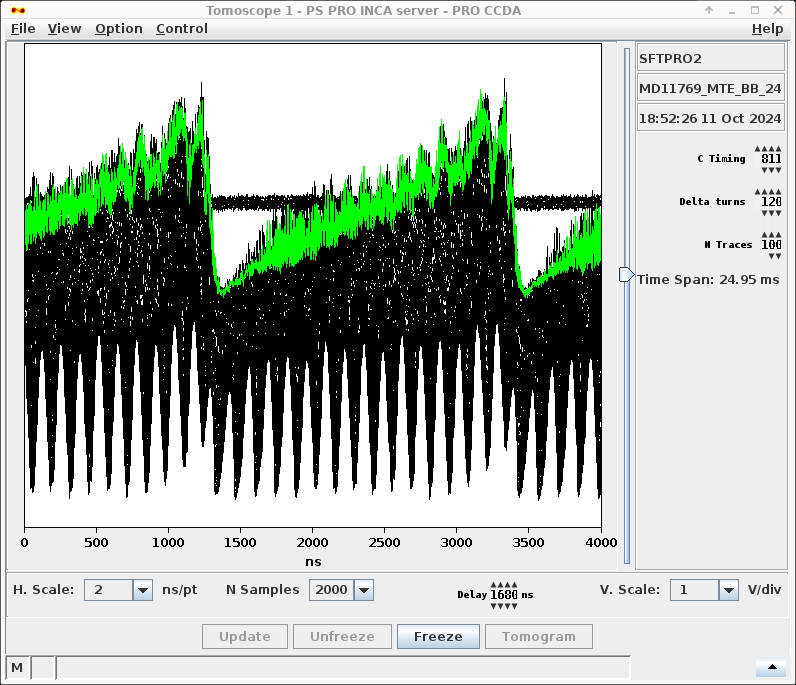 Tomoscope 1 - PS PRO INCA server - PRO CCDA
File View Option Control Help
SFTPRO2
MD11769_MTE_BB_24
18:52:26 11 Oct 2024
C Timing 811
Delta turns 120
N Traces 100
Time Span: 24.95 ms
0 500 1000 1500 2000 2500 3000 3500 4000
ns
H. Scale: 2 ns/pt N Samples 2000 Delay 1680 ns V. Scale: 1 V/div
Update Unfreeze Freeze Tomogram
M